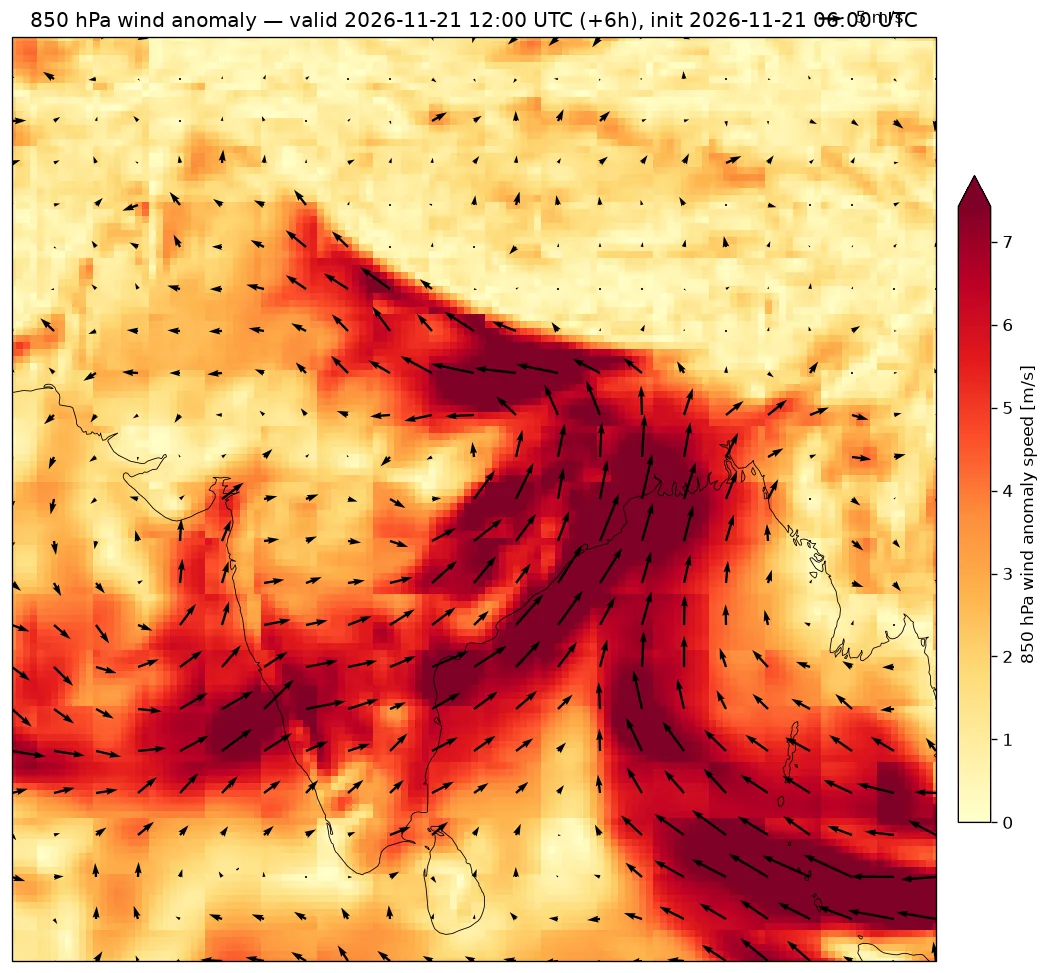 850 hPa wind anomaly — valid 2026-11-21 12:00 UTC (+6h), init 2026-11-21 06:00 UTC
5 m/s
7
6
5
4
3
2
1
0
850 hPa wind anomaly speed [m/s]